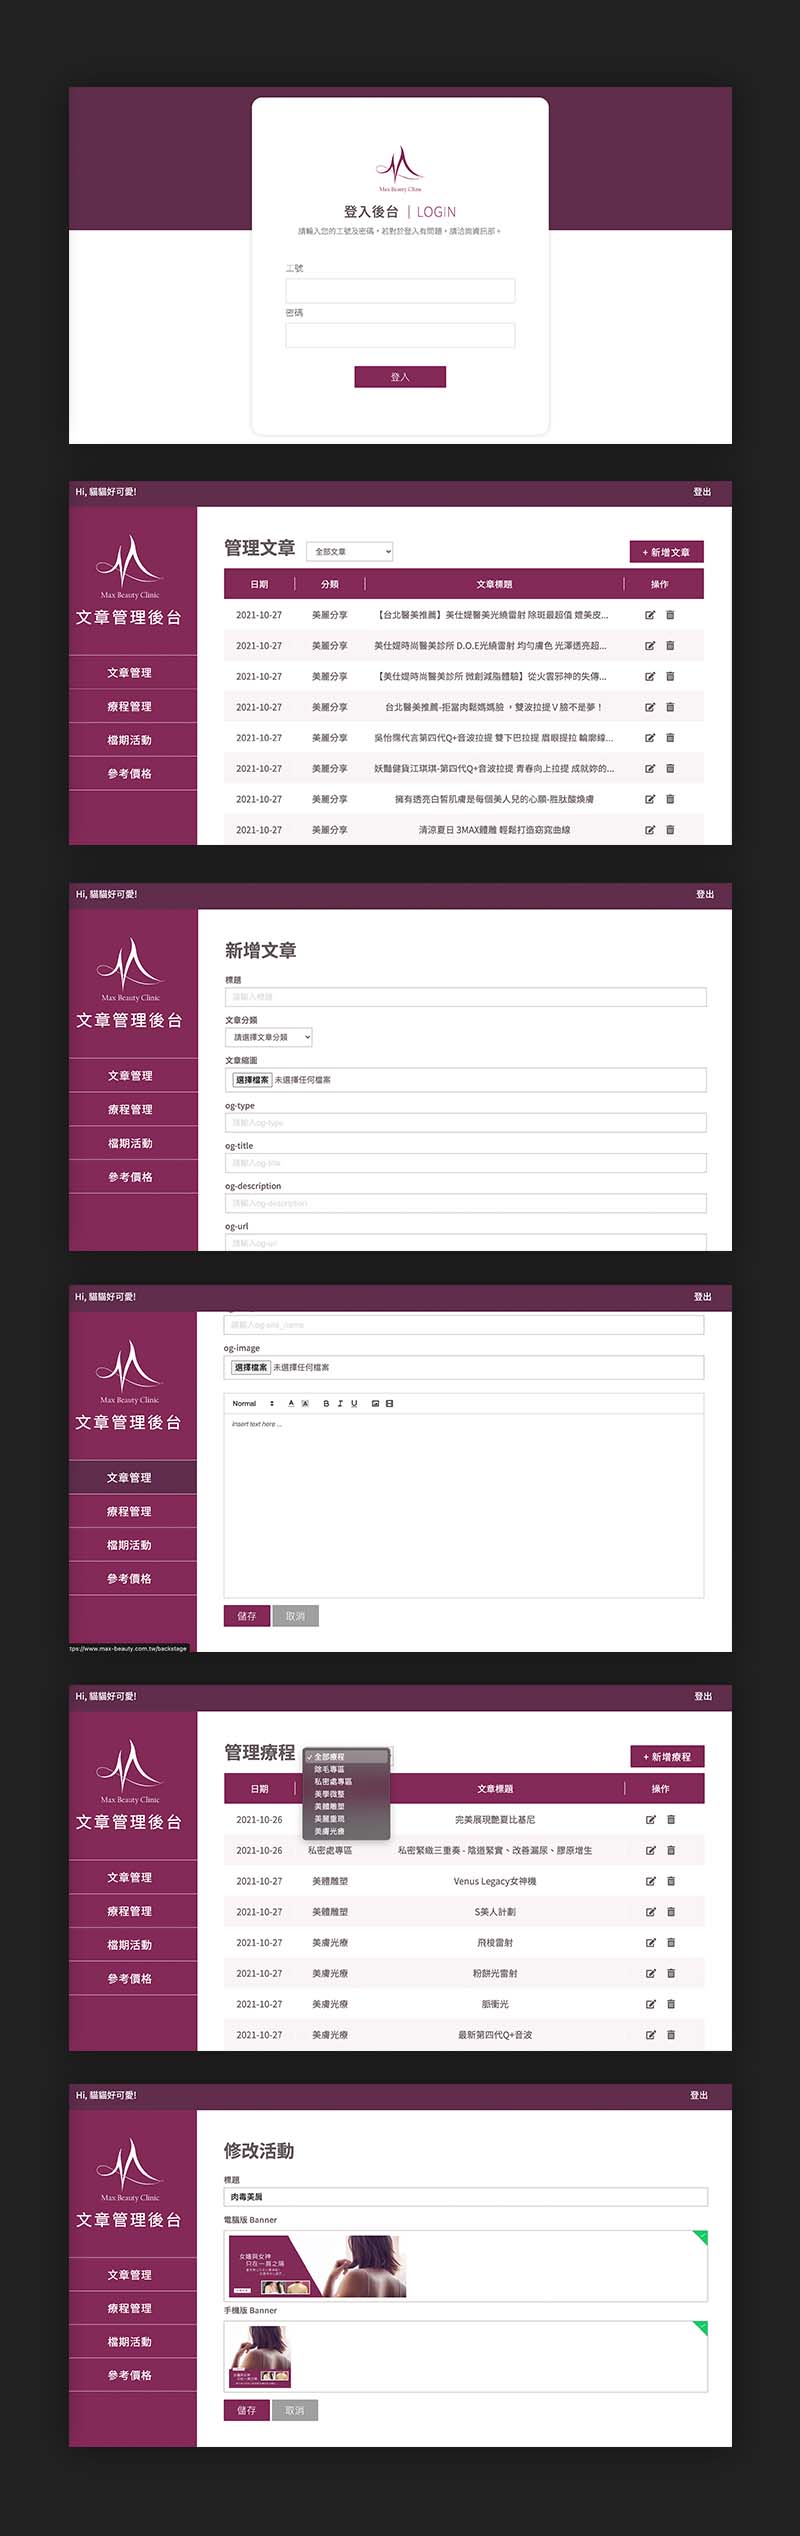 Max Beauty Clinic
登入後台 | LOGIN
請輸入您的工號及密碼，若對於登入有問題，請洽詢資訊部。
工號
密碼
登入
Hi, 貓貓好可愛!
登出
Max Beauty Clinic
文章管理後台
文章管理
療程管理
檔期活動
參考價格
管理文章
全部文章
+ 新增文章
日期 分類 文章標題 操作
2021-10-27 美麗分享 【台北醫美推薦】美仕媞醫美光繞雷射 除斑最超值 媲美皮...
2021-10-27 美麗分享 美仕媞時尚醫美診所 D.O.E光繞雷射 均勻膚色 光澤透亮超...
2021-10-27 美麗分享 【美仕媞時尚醫美診所 微創減脂體驗】從火雲邪神的失傳...
2021-10-27 美麗分享 台北醫美推薦-拒當肉鬆媽媽臉，雙波拉提Ｖ臉不是夢！
2021-10-27 美麗分享 吳怡霈代言第四代Q+音波拉提 雙下巴拉提 眉眼提拉 輪廓線...
2021-10-27 美麗分享 妖豔健貨江琪琪-第四代Q+音波拉提 青春向上拉提 成就妳的...
2021-10-27 美麗分享 擁有透亮白皙肌膚是每個美人兒的心願-胜肽酸煥膚
2021-10-27 美麗分享 清涼夏日 3MAX體雕 輕鬆打造窈窕曲線
Hi, 貓貓好可愛!
登出
Max Beauty Clinic
文章管理後台
文章管理
療程管理
檔期活動
參考價格
新增文章
標題
請輸入標題
文章分類
請選擇文章分類
文章縮圖
選擇檔案 未選擇任何檔案
og-type
請輸入og-type
og-title
請輸入og-title
og-description
請輸入og-description
og-url
請輸入og-url
Hi, 貓貓好可愛!
登出
Max Beauty Clinic
文章管理後台
文章管理
療程管理
檔期活動
參考價格
tps://www.max-beauty.com.tw/backstage
請輸入og-site_name
og-image
選擇檔案 未選擇任何檔案
Normal A A B I U
Insert text here ...
儲存 取消
Hi, 貓貓好可愛!
登出
Max Beauty Clinic
文章管理後台
文章管理
療程管理
檔期活動
參考價格
管理療程
✓ 全部療程
除毛專區
私密處專區
美學微整
美體雕塑
美麗重現
美膚光療
+ 新增療程
日期 文章標題 操作
2021-10-26 完美展現艷夏比基尼
2021-10-26 私密處專區 私密緊緻三重奏 - 陰道緊實、改善漏尿、膠原增生
2021-10-27 美體雕塑 Venus Legacy女神機
2021-10-27 美體雕塑 S美人計劃
2021-10-27 美膚光療 飛梭雷射
2021-10-27 美膚光療 粉餅光雷射
2021-10-27 美膚光療 脈衝光
2021-10-27 美膚光療 最新第四代Q+音波
Hi, 貓貓好可愛!
登出
Max Beauty Clinic
文章管理後台
文章管理
療程管理
檔期活動
參考價格
修改活動
標題
肉毒美肩
電腦版 Banner
女孩與女神
只在一肩之隔
手機版 Banner
女孩與女神
只在一肩之隔
儲存 取消